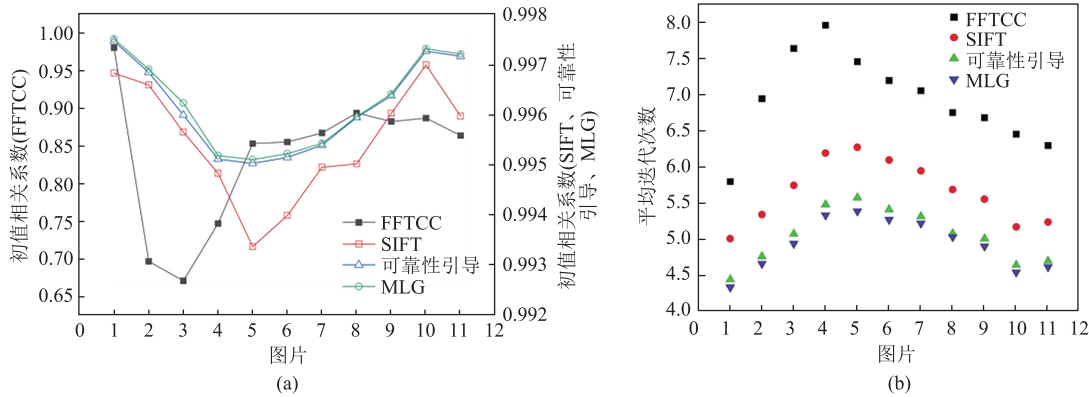 初值相关系数(FFTCC)
1.00
0.95
0.90
0.85
0.80
0.75
0.70
0.65
0.998
0.997
0.996
0.995
0.994
0.993
0.992
初值相关系数(SIFT、可靠性
引导、MLG)
FFTCC
SIFT
可靠性引导
MLG
0 1 2 3 4 5 6 7 8 9 10 11 12
图片
(a)
平均迭代次数
8.0
7.0
6.5
6.0
5.0
5.0
4.5
4.0
FFTCC
SIFT
可靠性引导
MLG
0 1 2 3 4 5 6 7 8 9 10 11 12
图片
(b)